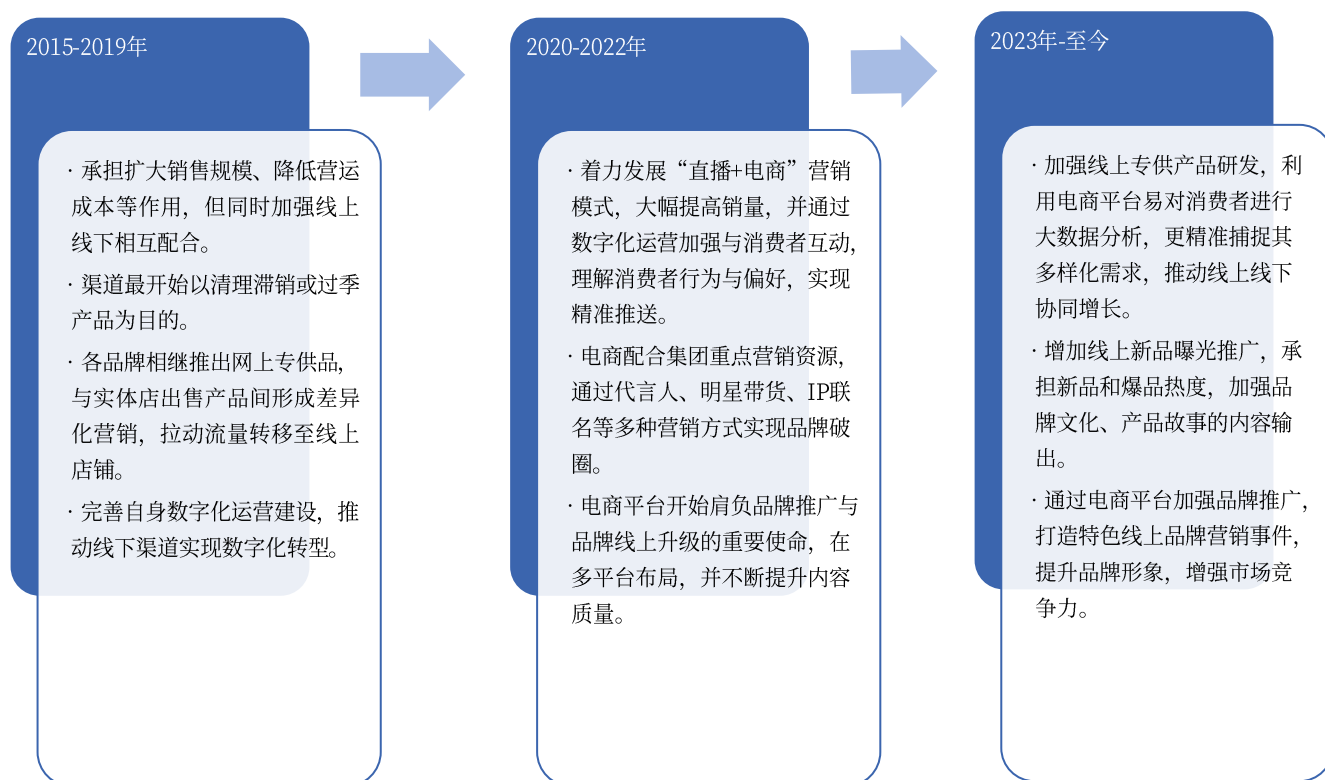 2015-2019年
· 承担扩大销售规模、降低营运
成本等作用，但同时加强线上
线下相互配合。
· 渠道最开始以清理滞销或过季
产品为目的。
· 各品牌相继推出网上专供品，
与实体店出售产品间形成差异
化营销，拉动流量转移至线上
店铺。
· 完善自身数字化运营建设，推
动线下渠道实现数字化转型。
2020-2022年
· 着力发展“直播+电商”营销
模式，大幅提高销量，并通过
数字化运营加强与消费者互动，
理解消费者行为与偏好，实现
精准推送。
· 电商配合集团重点营销资源，
通过代言人、明星带货、IP联
名等多种营销方式实现品牌破
圈。
· 电商平台开始肩负品牌推广与
品牌线上升级的重要使命，在
多平台布局，并不断提升内容
质量。
2023年-至今
· 加强线上专供产品研发，利
用电商平台易对消费者进行
大数据分析，更精准捕捉其
多样化需求，推动线上线下
协同增长。
· 增加线上新品曝光推广，承
担新品和爆品热度，加强品
牌文化、产品故事的内容输
出。
· 通过电商平台加强品牌推广，
打造特色线上品牌营销事件，
提升品牌形象，增强市场竞
争力。